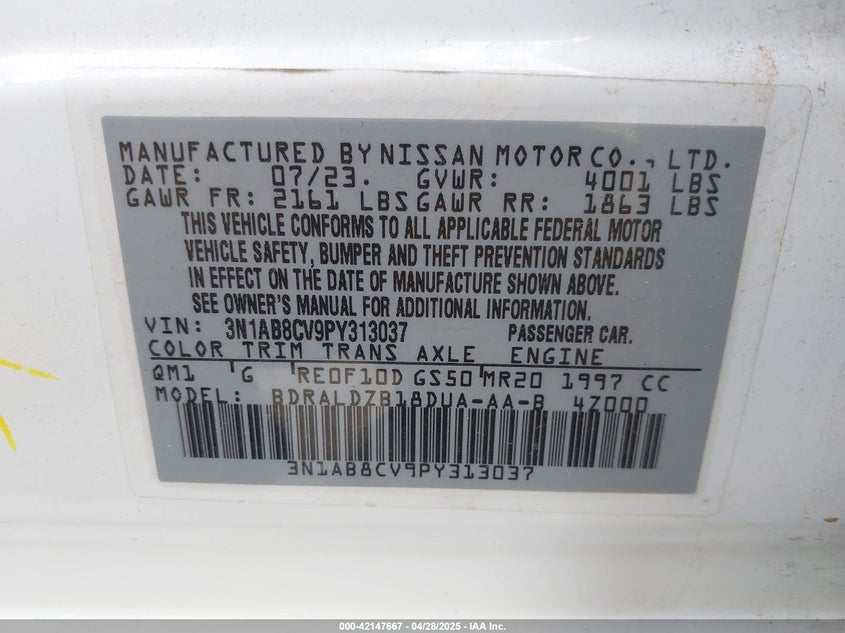 MANUFACTURED BY NISSAN MOTOR CO., LTD.
DATE: 07/23. GVWR: 4001 LBS
GAWR FR: 2161 LBS GAWR RR: 1863 LBS
THIS VEHICLE CONFORMS TO ALL APPLICABLE FEDERAL MOTOR
VEHICLE SAFETY, BUMPER AND THEFT PREVENTION STANDARDS
IN EFFECT ON THE DATE OF MANUFACTURE SHOWN ABOVE.
SEE OWNER'S MANUAL FOR ADDITIONAL INFORMATION.
VIN: 3N1AB8CV9PY313037 PASSENGER CAR.
COLOR TRIM TRANS AXLE ENGINE
QM1 G RE0F10D GS50 MR20 1997 CC
MODEL: BDRALDZB18DUA-AA-B 4Z000
3N1AB8CV9PY313037
000-42147667 - 04/28/2025 - IAA Inc.